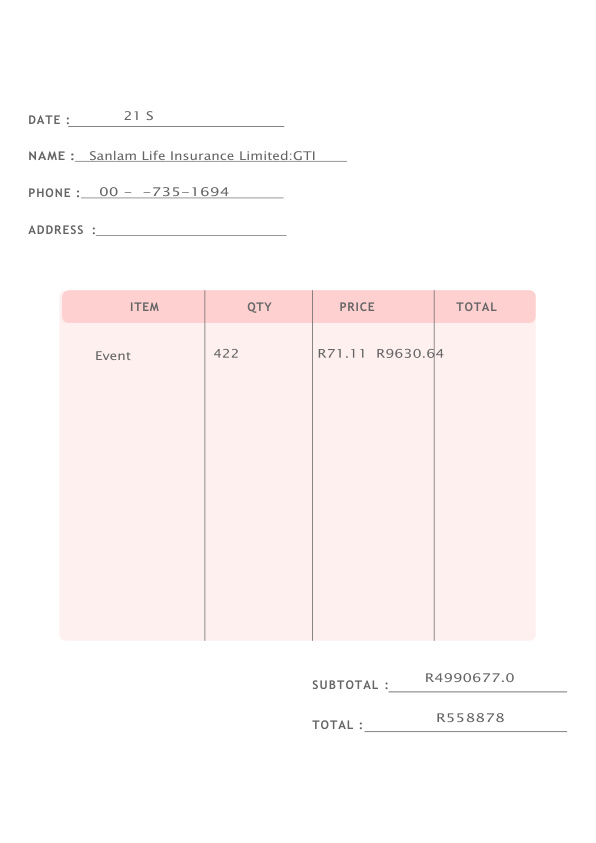 DATE : 21 S
NAME : Sanlam Life Insurance Limited:GTI
PHONE : 00 – –735–1694
ADDRESS :
ITEM QTY PRICE TOTAL
Event 422 R71.11 R9630.64
SUBTOTAL : R4990677.0
TOTAL : R558878